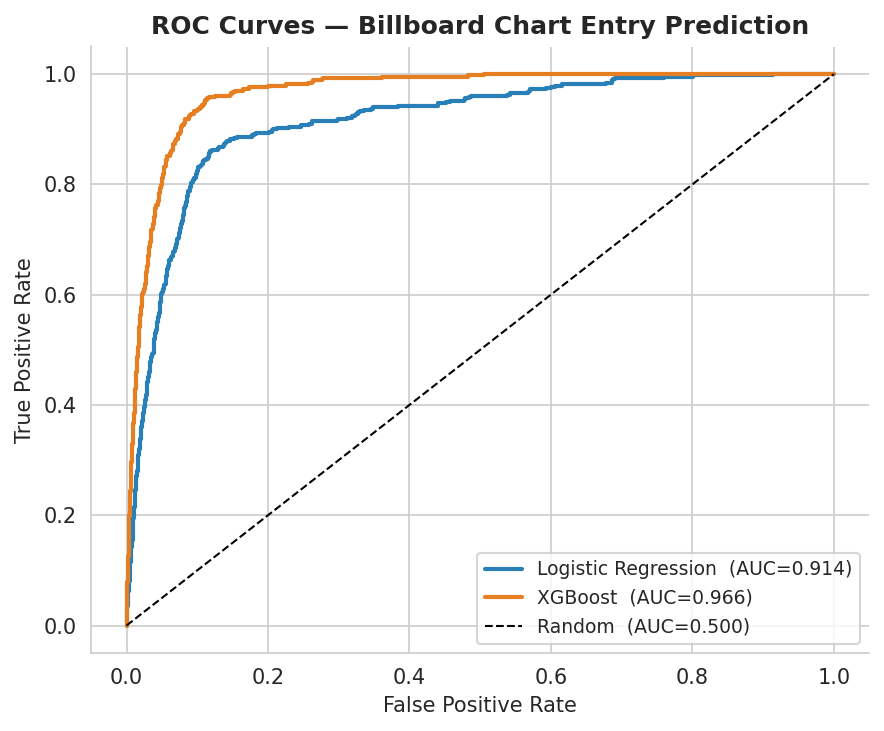 ROC Curves — Billboard Chart Entry Prediction
True Positive Rate
1.0
0.8
0.6
0.4
0.2
0.0
Logistic Regression (AUC=0.914)
XGBoost (AUC=0.966)
Random (AUC=0.500)
0.0 0.2 0.4 0.6 0.8 1.0
False Positive Rate